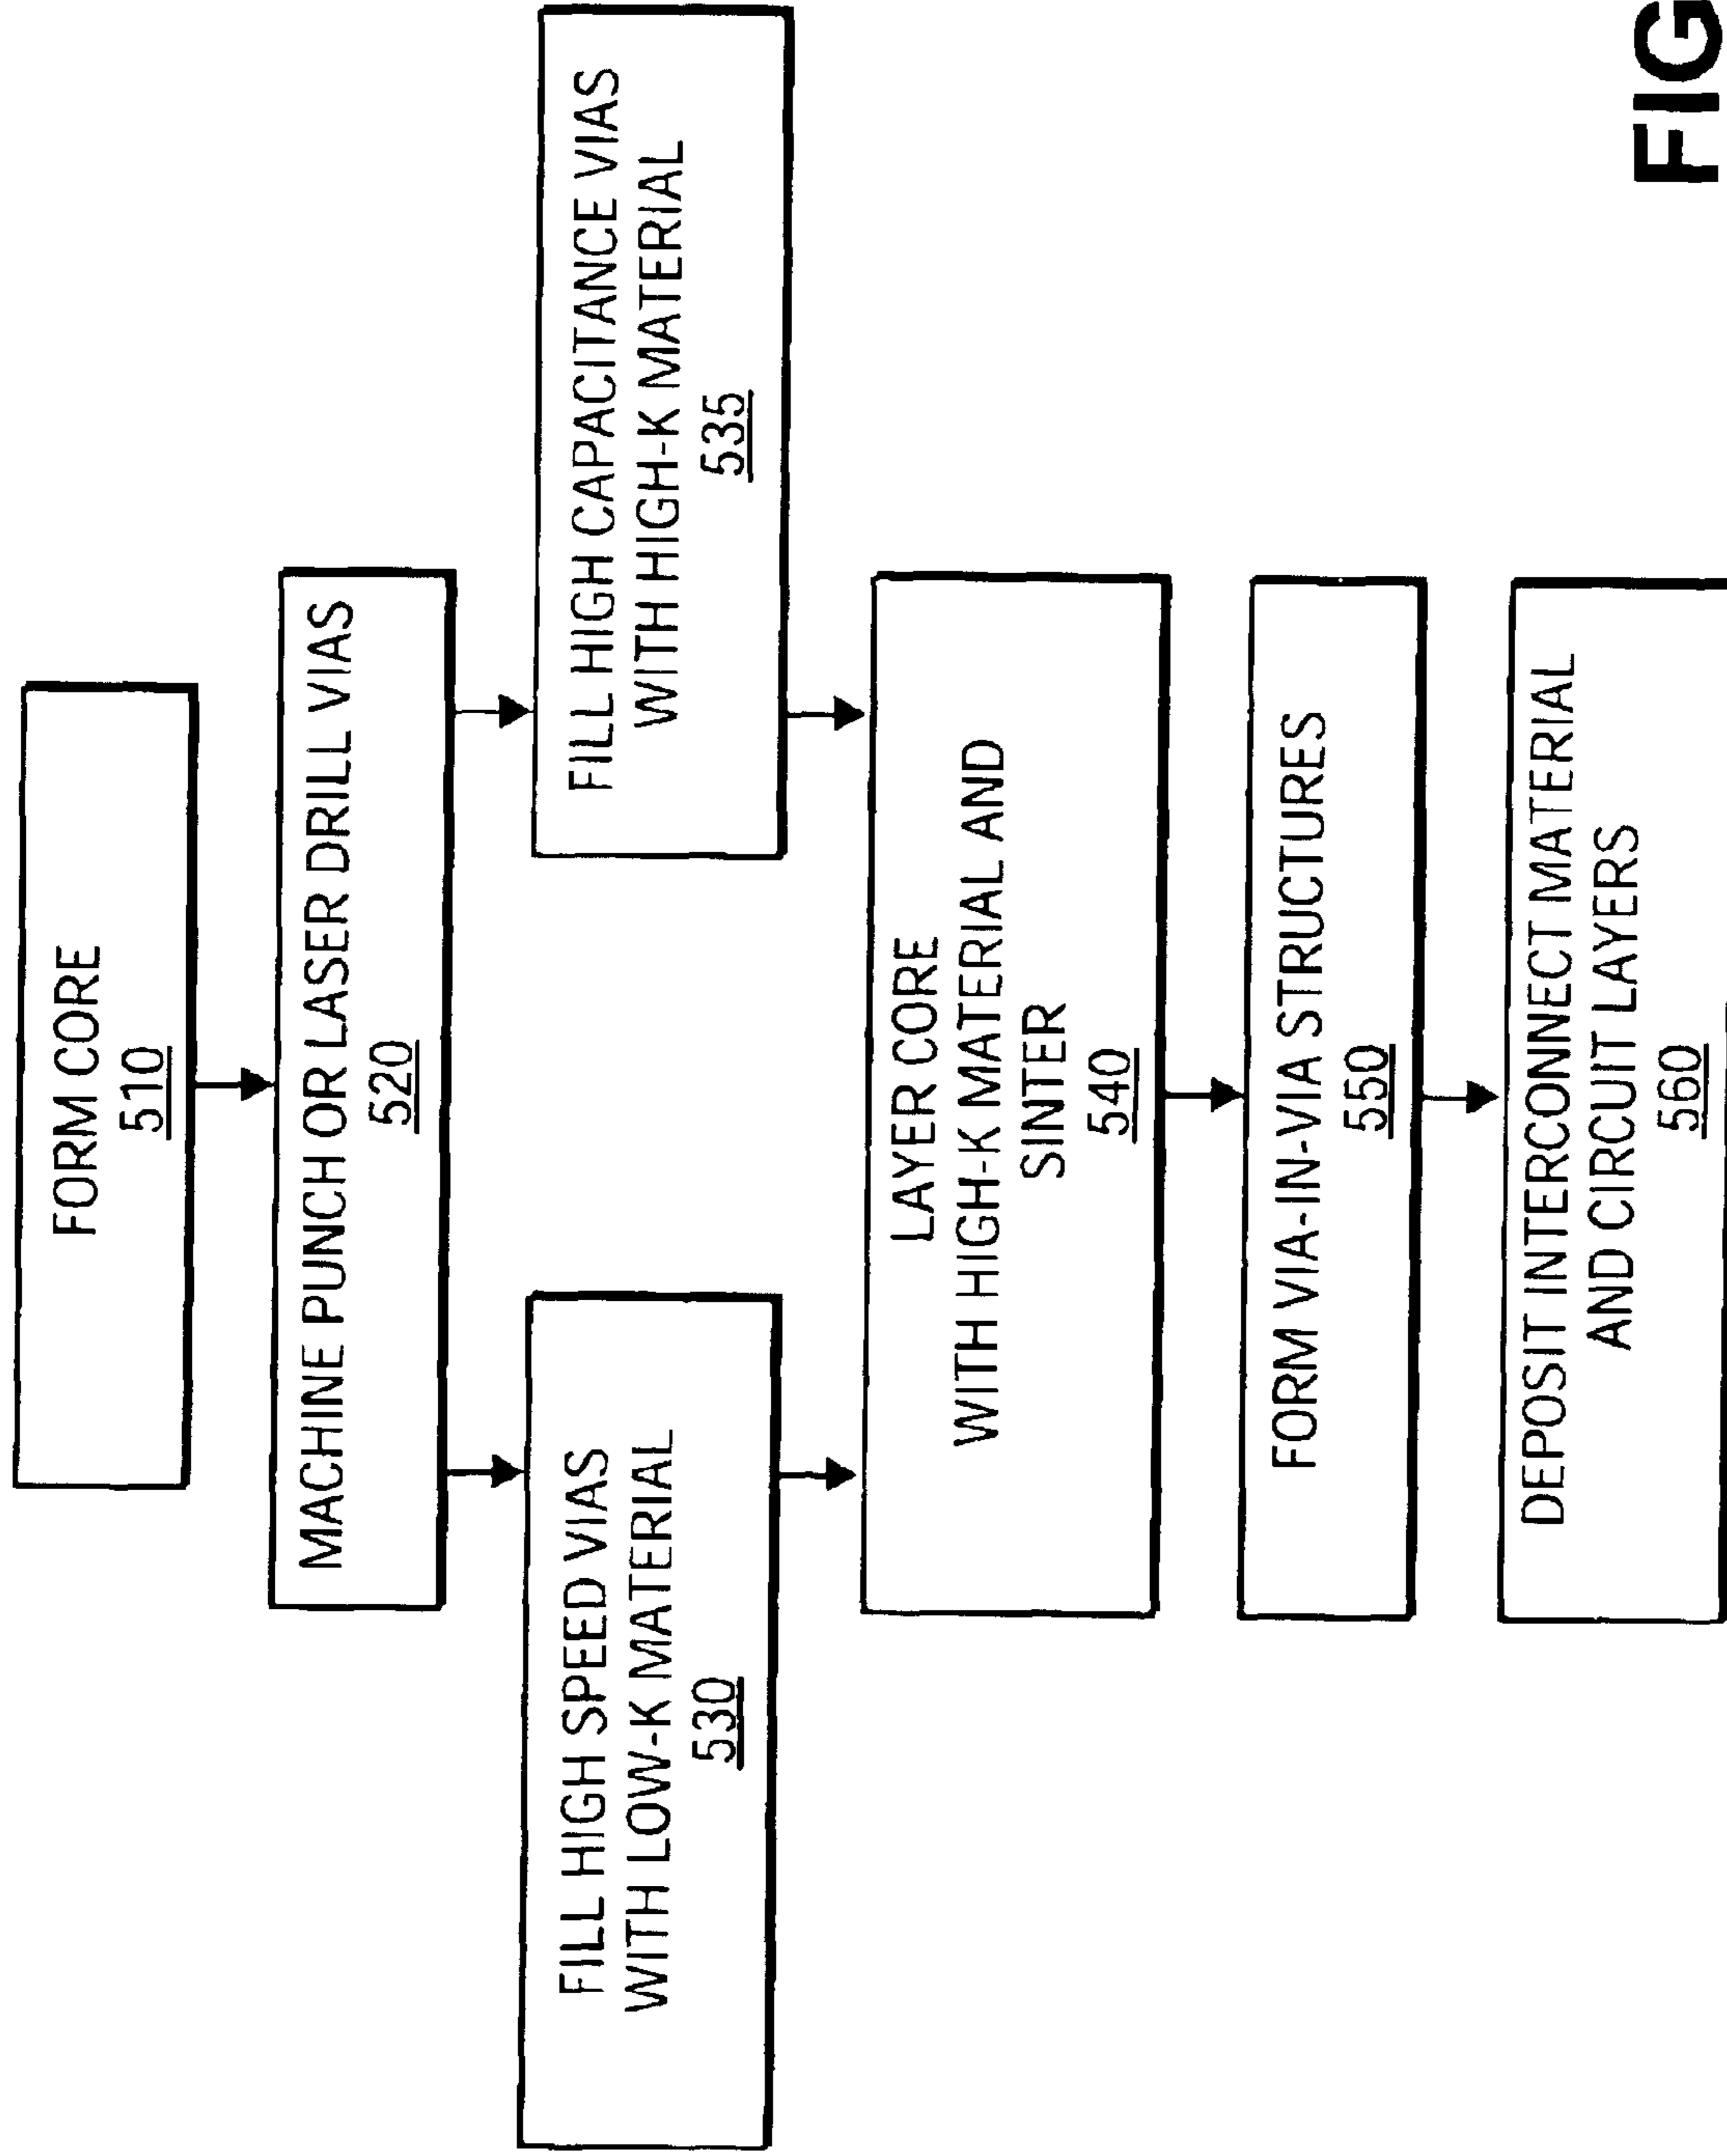 FORM CORE
510
MACHINE PUNCH OR LASER DRILL VIAS
520
FILL HIGH SPEED VIAS
WITH LOW-K MATERIAL
530
FILL HIGH CAPACITANCE VIAS
WITH HIGH-K MATERIAL
535
LAYER CORE
WITH HIGH-K MATERIAL AND
SINTER
540
FORM VIA-IN-VIA STRUCTURES
550
DEPOSIT INTERCONNECT MATERIAL
AND CIRCUIT LAYERS
560
FIG